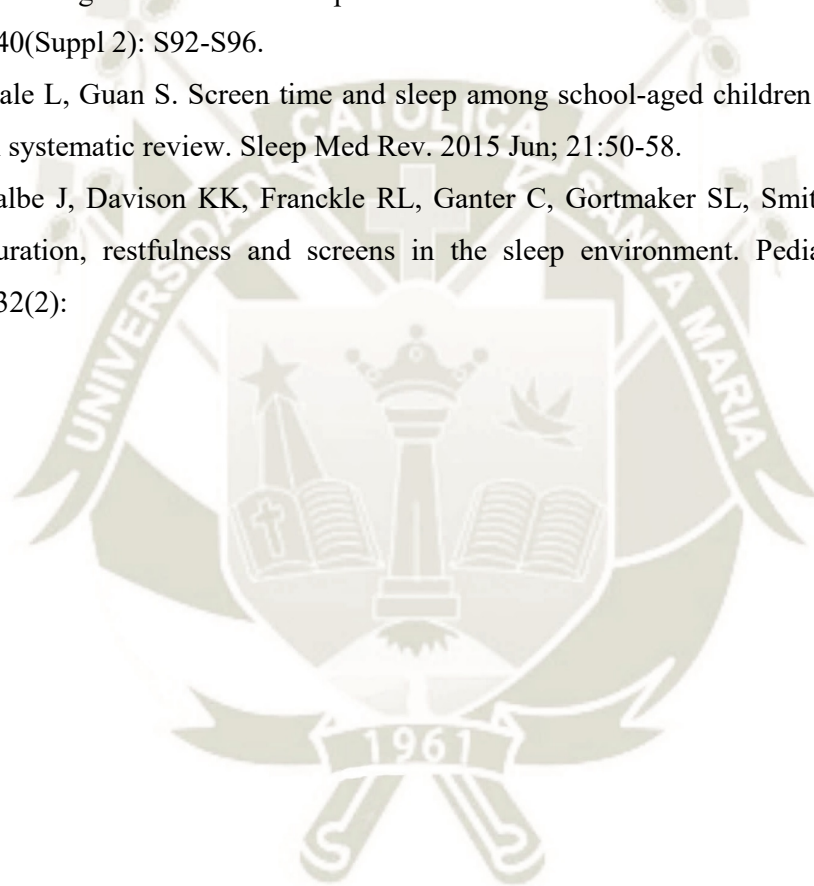 40(Suppl 2): S92-S96.
ale L, Guan S. Screen time and sleep among school-aged children
systematic review. Sleep Med Rev. 2015 Jun; 21:50-58.
albe J, Davison KK, Franckle RL, Ganter C, Gortmaker SL, Smit
uration, restfulness and screens in the sleep environment. Pedia
32(2):
UNIVERSIDAD
CATOLICA
SANTA MARIA
1961